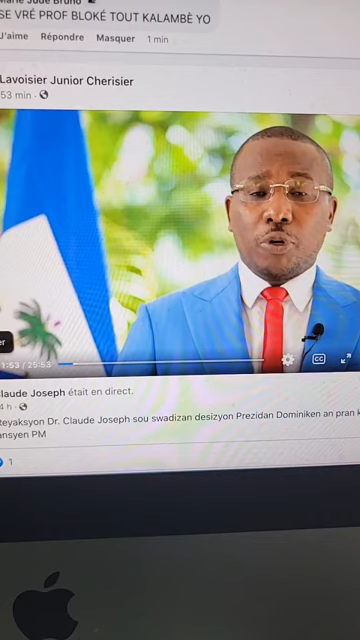 SE VRÉ PROF BLOKÉ TOUT KALAMBÈ YO
J'aime Répondre Masquer 1 min
Lavoisier Junior Cherisier
53 min
1:53 / 25:53
CC
Claude Joseph était en direct.
4 h
Reyaksyon Dr. Claude Joseph sou swadizan desizyon Prezidan Dominiken an pran k
ansyen PM
1